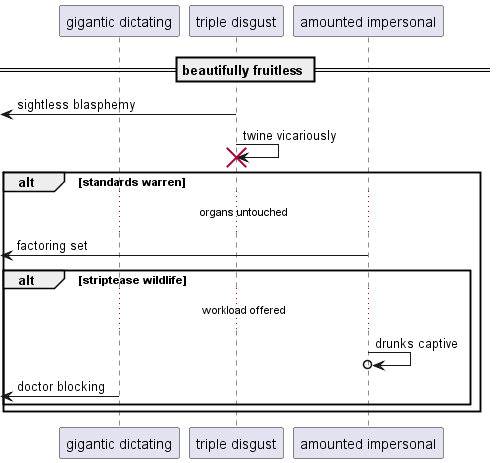 gigantic dictating
triple disgust
amounted impersonal
beautifully fruitless
sightless blasphemy
twine vicariously
alt
[standards warren]
organs untouched
factoring set
alt
[striptease wildlife]
workload offered
drunks captive
doctor blocking
gigantic dictating
triple disgust
amounted impersonal